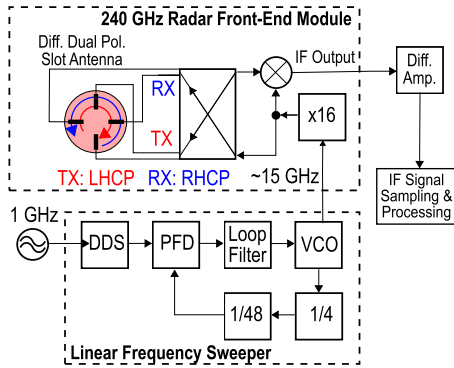 240 GHz Radar Front-End Module
Diff. Dual Pol.
Slot Antenna
RX
TX
IF Output
Diff.
Amp.
x16
TX: LHCP RX: RHCP
~15 GHz
IF Signal
Sampling &
Processing
1 GHz
DDS
PFD
Loop
Filter
VCO
1/48
1/4
Linear Frequency Sweeper